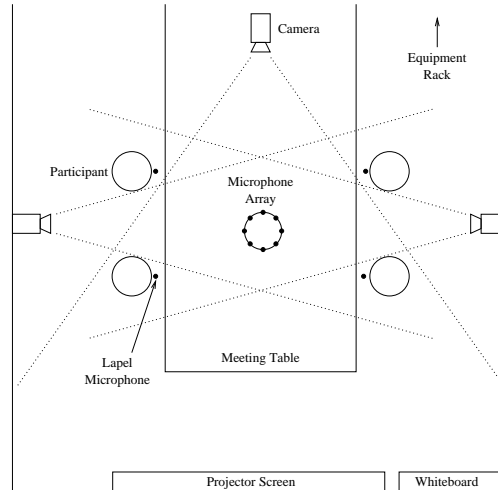 Camera
Equipment
Rack
Participant
Microphone
Array
Lapel
Microphone
Meeting Table
Projector Screen
Whiteboard